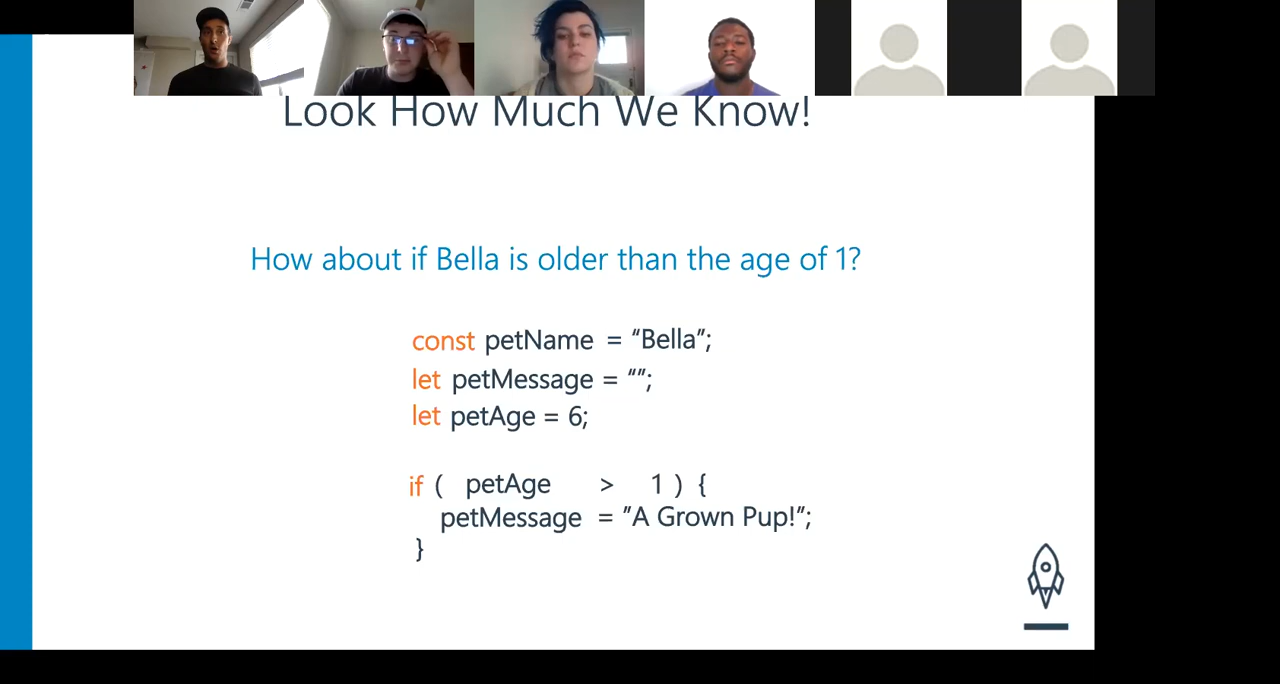 Look How Much We Know!
How about if Bella is older than the age of 1?
const petName = "Bella";
let petMessage = "";
let petAge = 6;
if ( petAge > 1 ) {
petMessage = "A Grown Pup!";
}